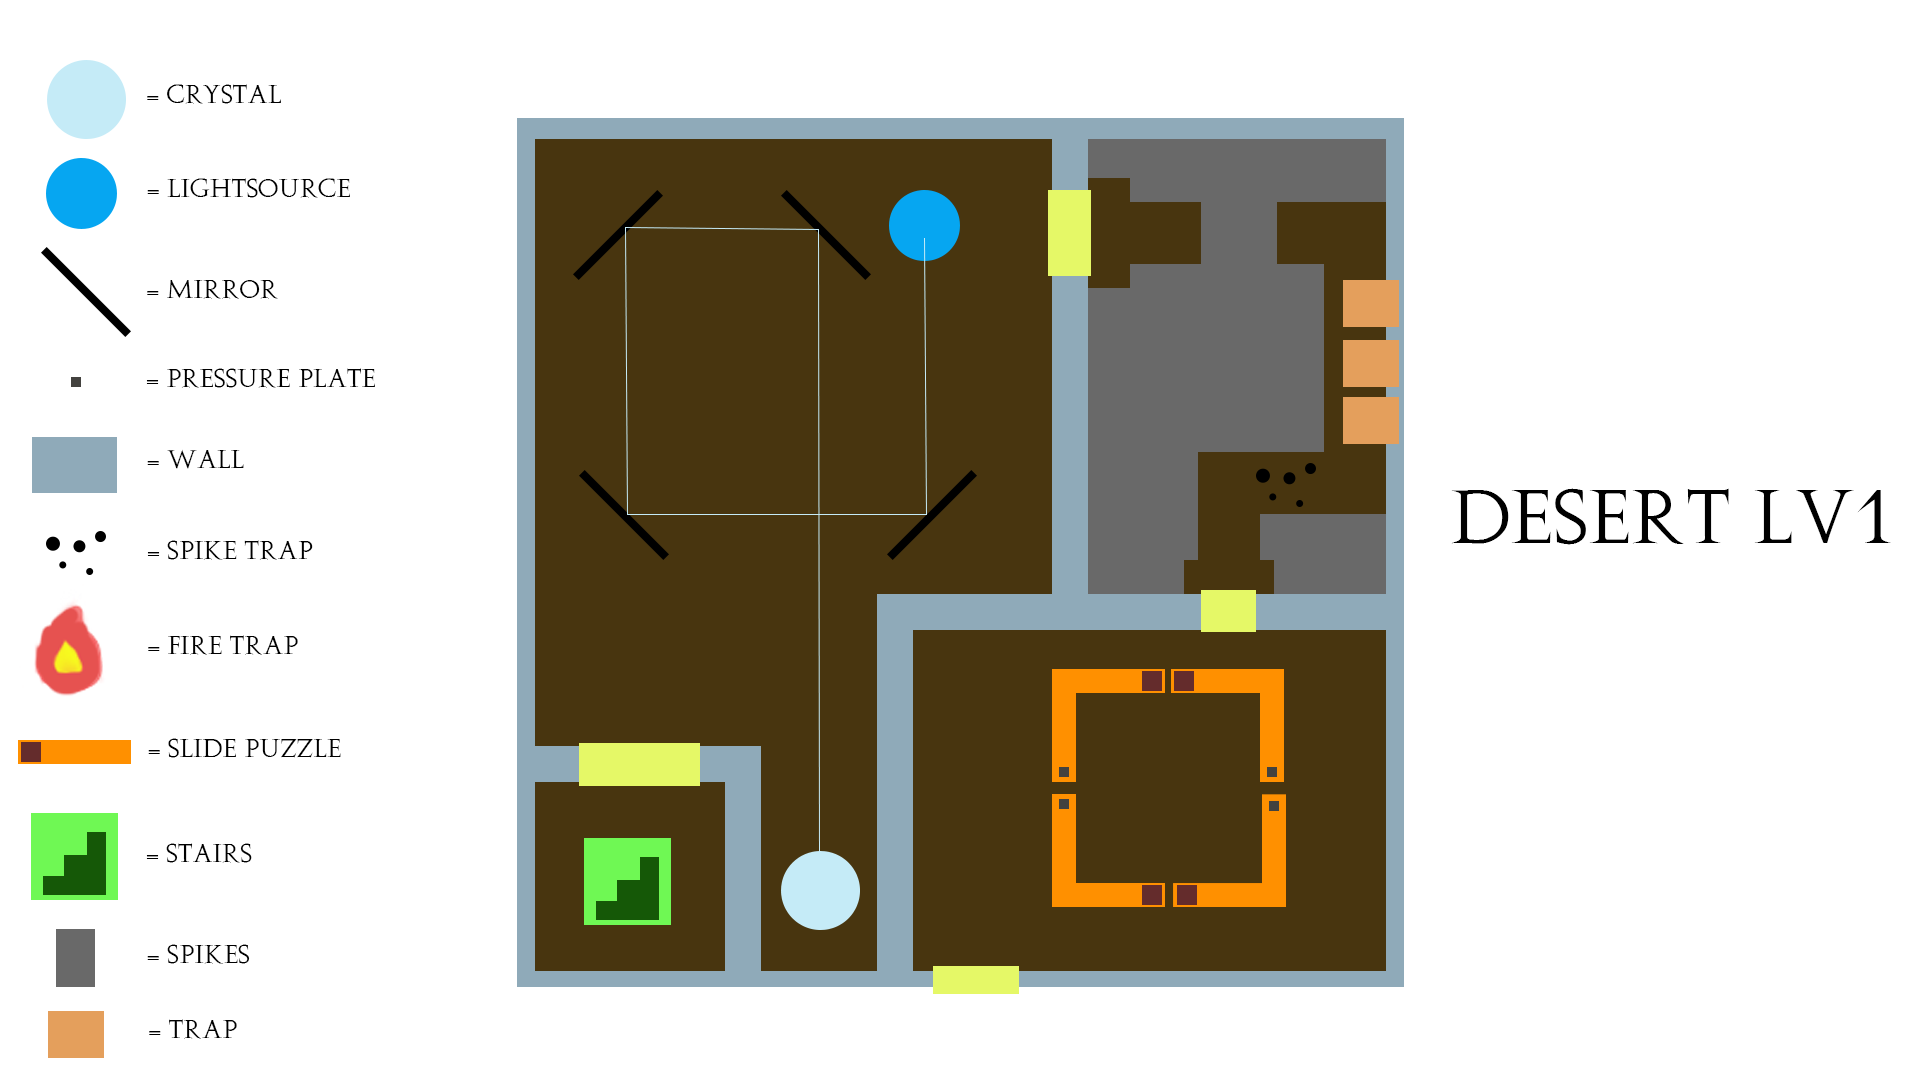 = CRYSTAL
= LIGHTSOURCE
= MIRROR
= PRESSURE PLATE
= WALL
= SPIKE TRAP
= FIRE TRAP
= SLIDE PUZZLE
= STAIRS
= SPIKES
= TRAP
DESERT LV1